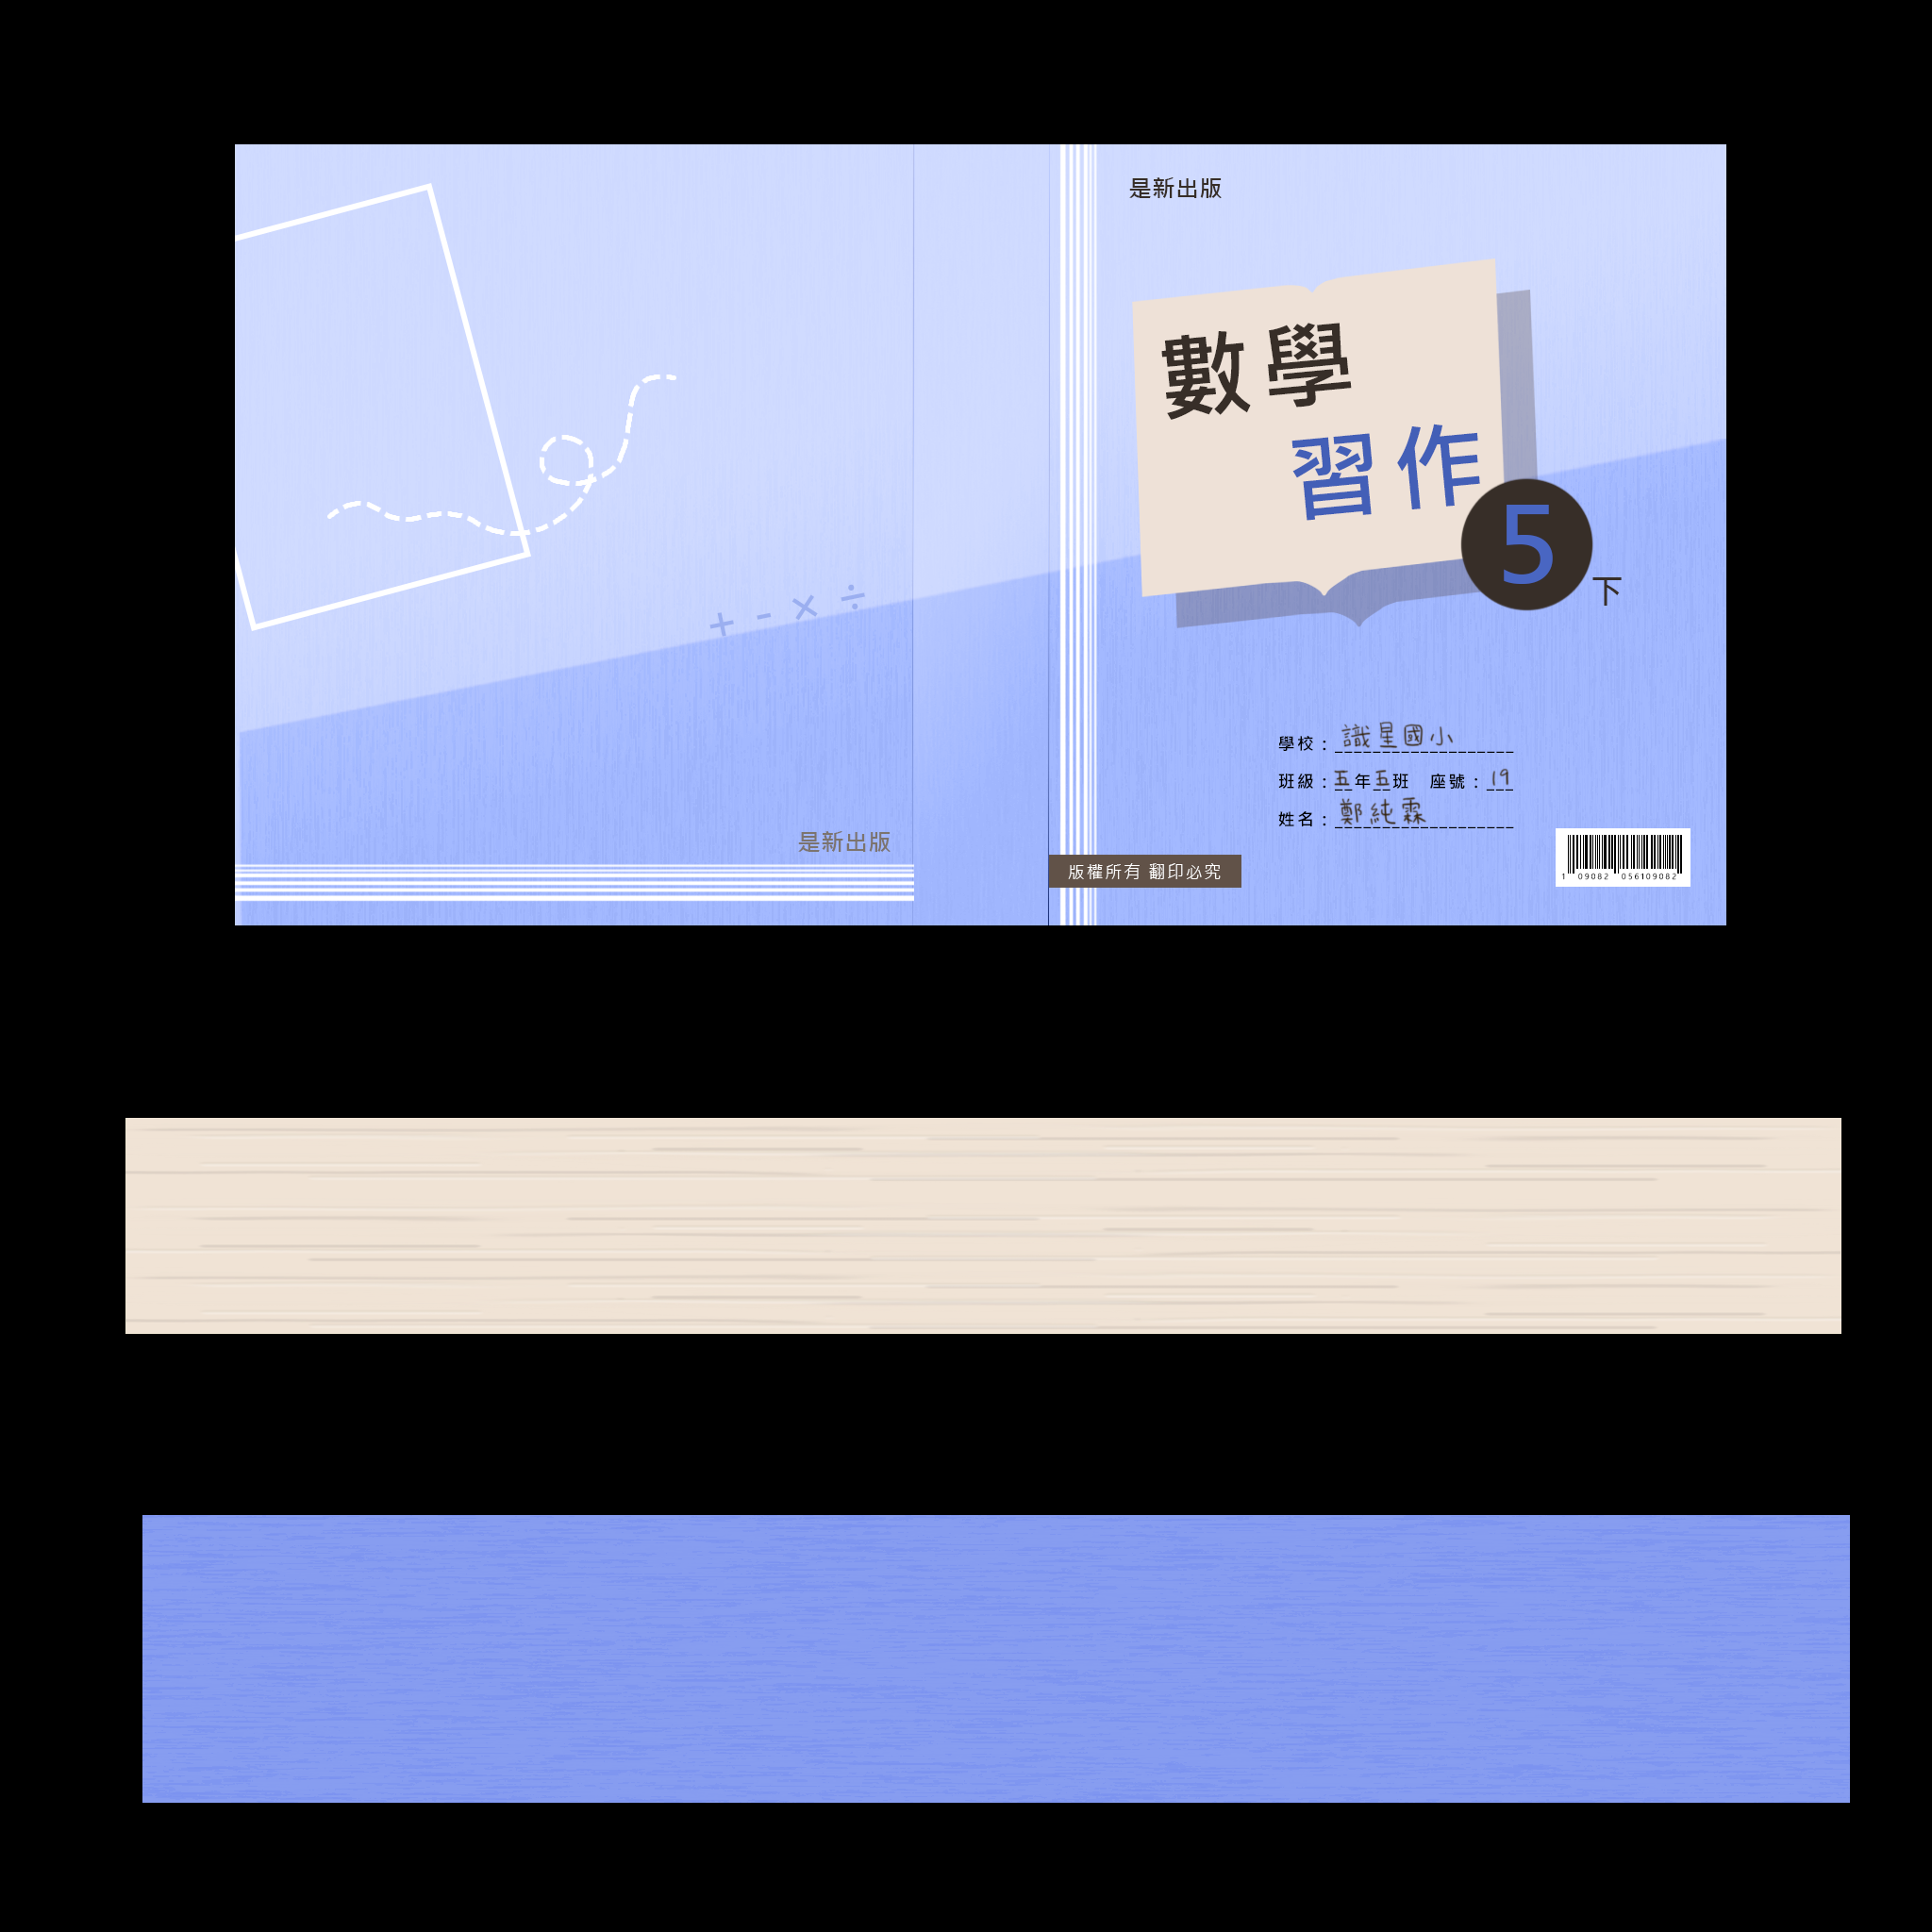 是新出版
數學
習作
5
下
學校：識星國小
班級：五年五班 座號：19
姓名：鄭純霖
版權所有 翻印必究
1 09082 056109082
+ - × ÷
是新出版